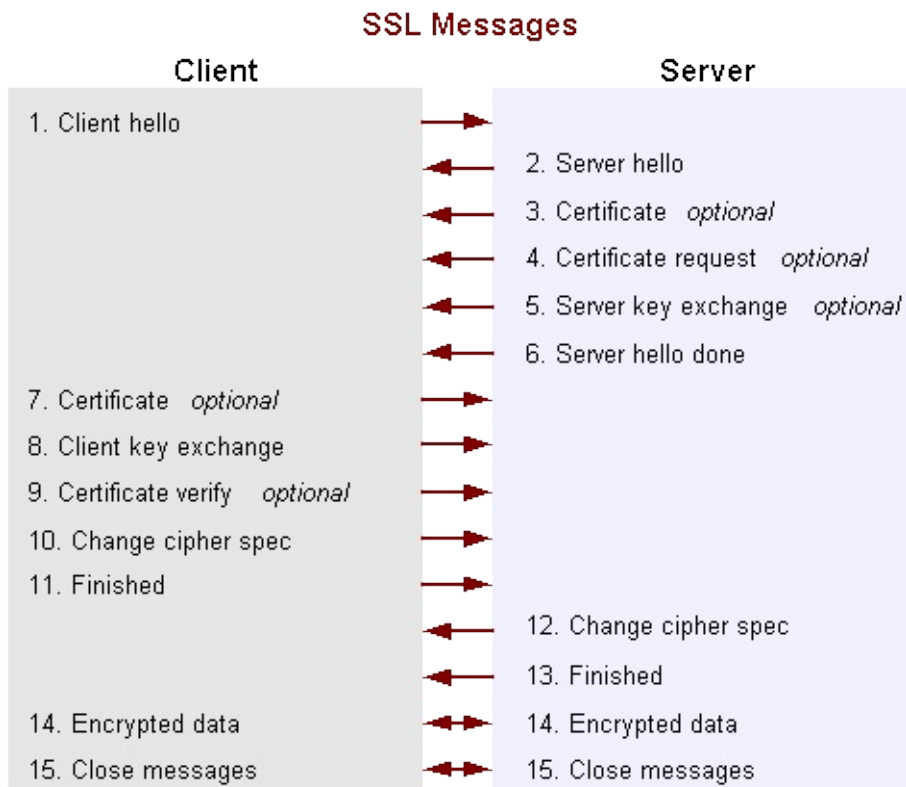 SSL Messages
Client Server
1. Client hello
2. Server hello
3. Certificate optional
4. Certificate request optional
5. Server key exchange optional
6. Server hello done
7. Certificate optional
8. Client key exchange
9. Certificate verify optional
10. Change cipher spec
11. Finished
12. Change cipher spec
13. Finished
14. Encrypted data 14. Encrypted data
15. Close messages 15. Close messages